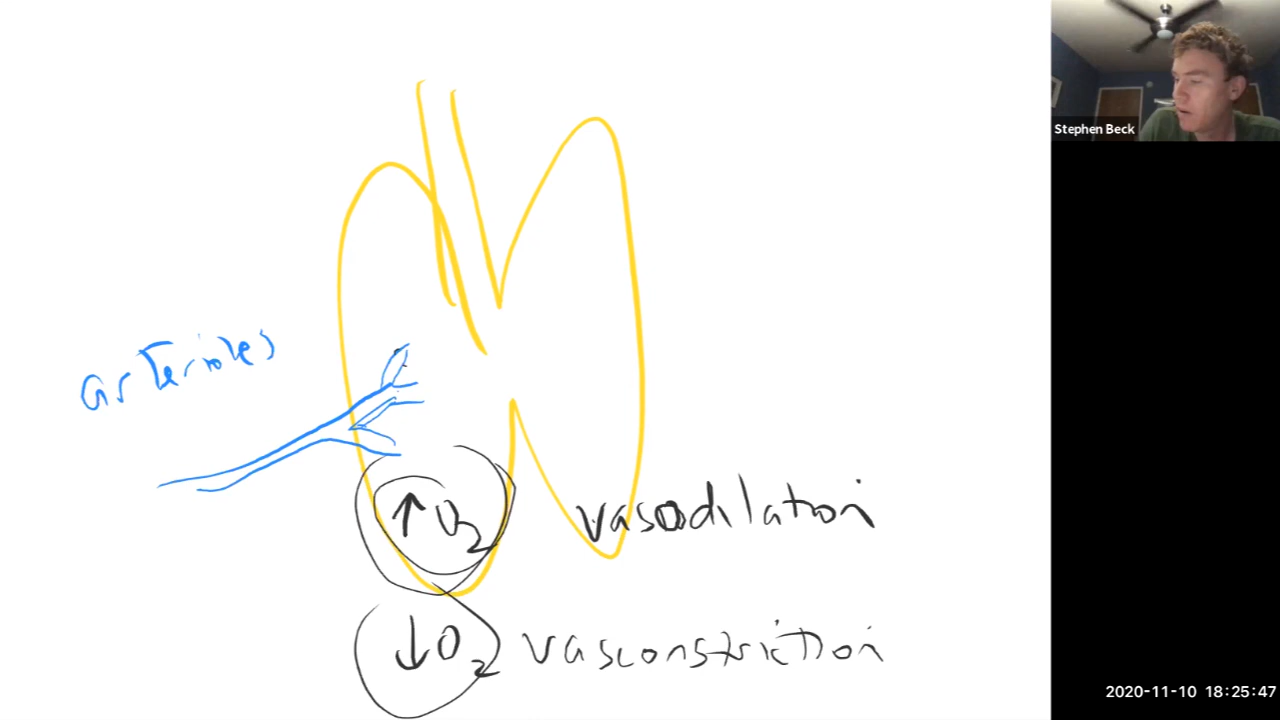 Stephen Beck
arterioles
↑ O2 vasodilation
↓ O2 vasconstriction
2020-11-10 18:25:47